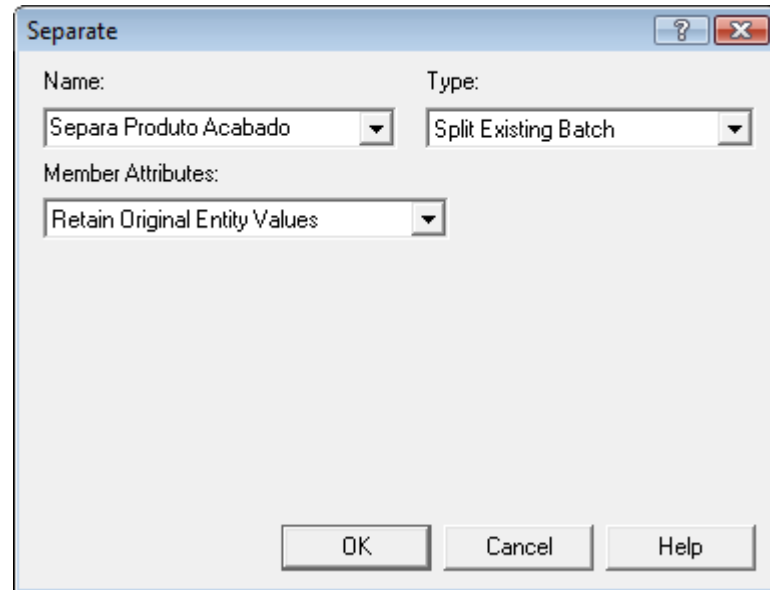 Separate
Name: Type:
Separa Produto Acabado Split Existing Batch
Member Attributes:
Retain Original Entity Values
OK Cancel Help